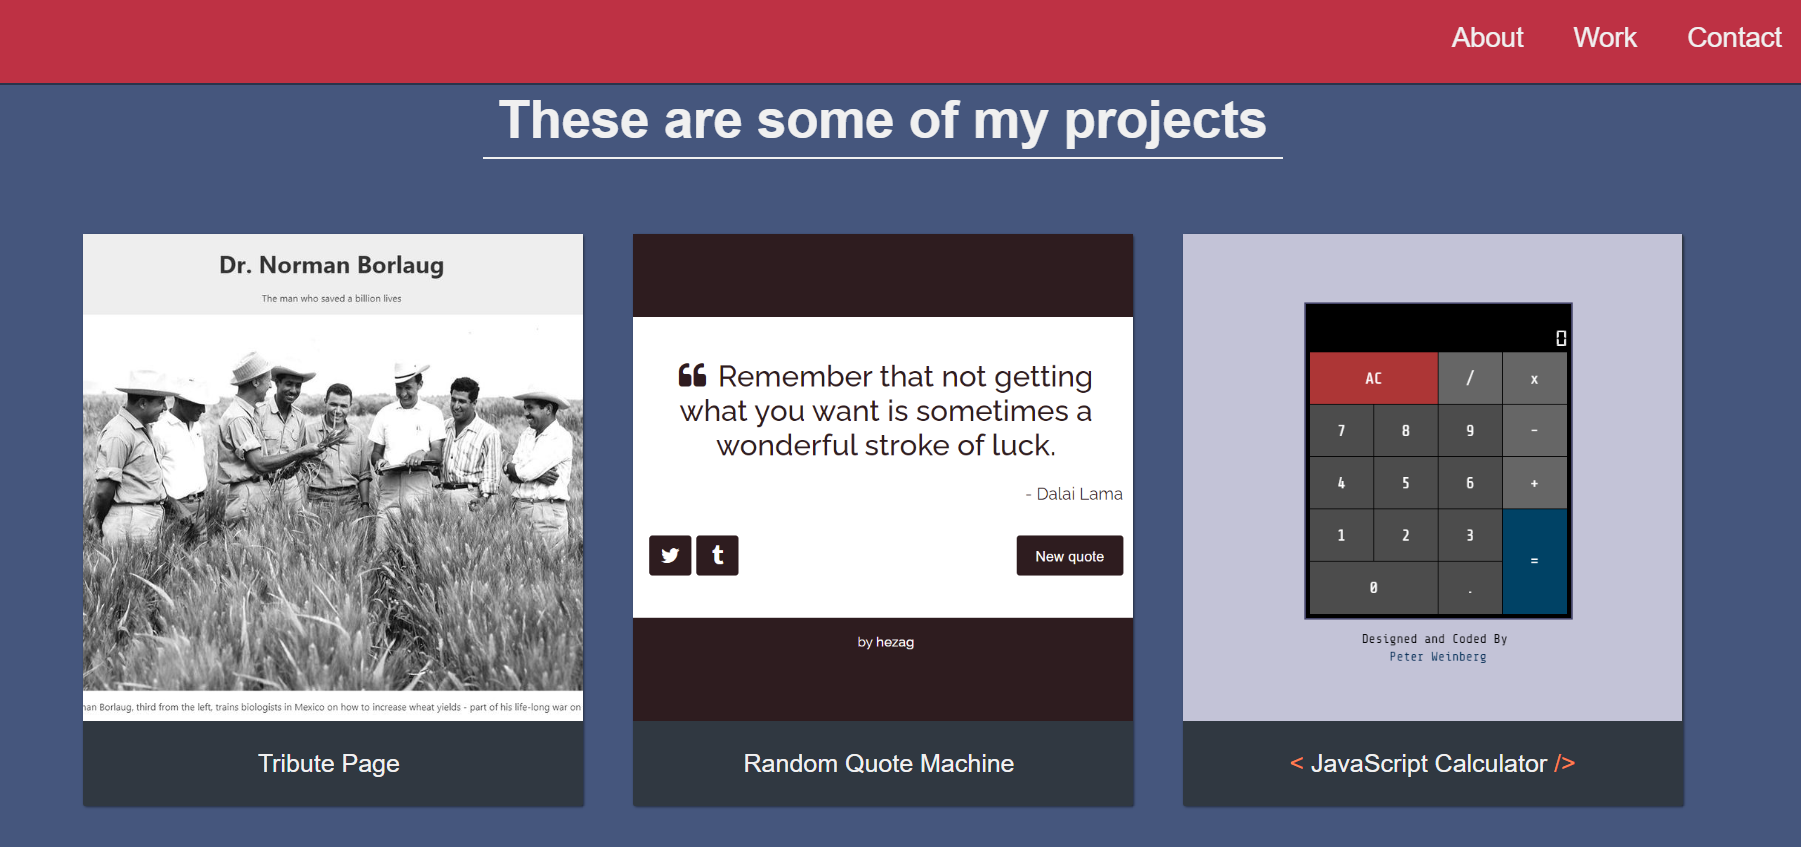 About Work Contact
These are some of my projects
Dr. Norman Borlaug
The man who saved a billion lives
Borlaug, third from the left, trains biologists in Mexico on how to increase wheat yields - part of his life-long war on
Tribute Page
Remember that not getting
what you want is sometimes a
wonderful stroke of luck.
- Dalai Lama
New quote
by hezag
Random Quote Machine
0
AC / x
7 8 9 -
4 5 6 +
1 2 3 =
0 .
Designed and Coded By
Peter Weinberg
< JavaScript Calculator />